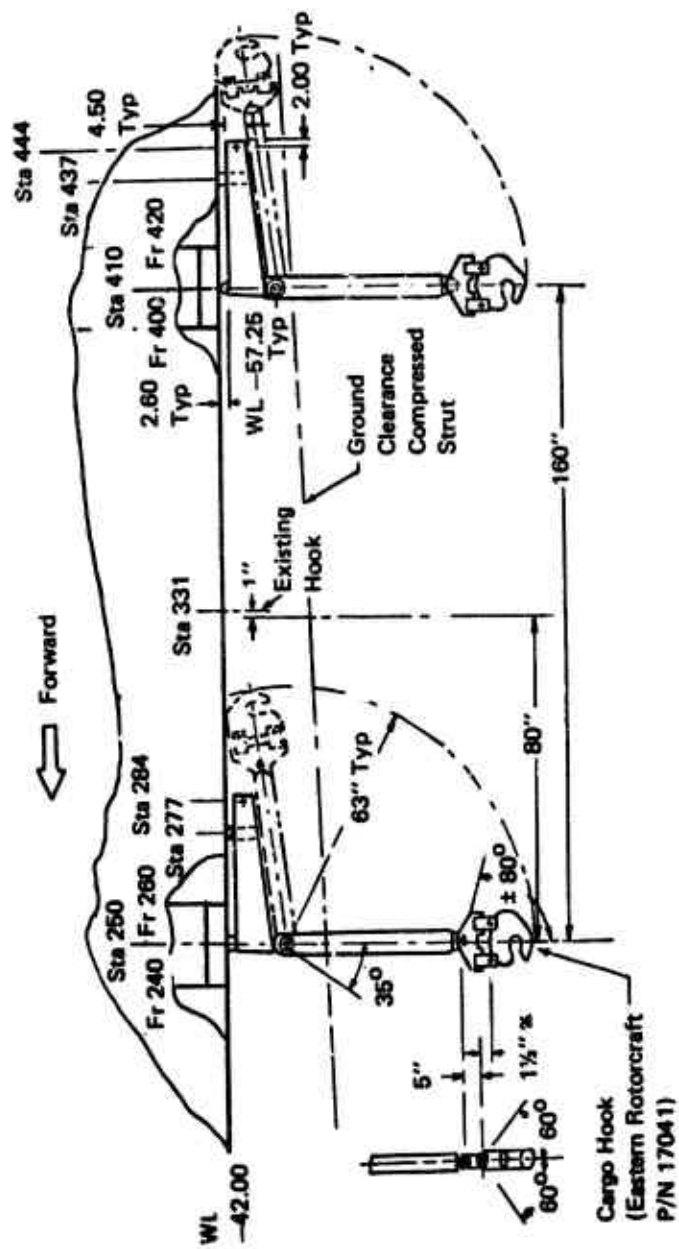 Forward
Sta 444
Sta 437
4.50
Typ
Sta 410
Fr 400
Fr 420
2.60
Typ
WL -57.25
Typ
2.00 Typ
Ground
Clearance
Compressed
Strut
Sta 331
1"
Existing
Hook
Sta 284
Sta 277
Sta 250
Fr 240
Fr 260
WL
-42.00
63" Typ
35°
± 80°
80"
160"
5"
1½"
60°
60°
Cargo Hook
(Eastern Rotorcraft
P/N 17041)